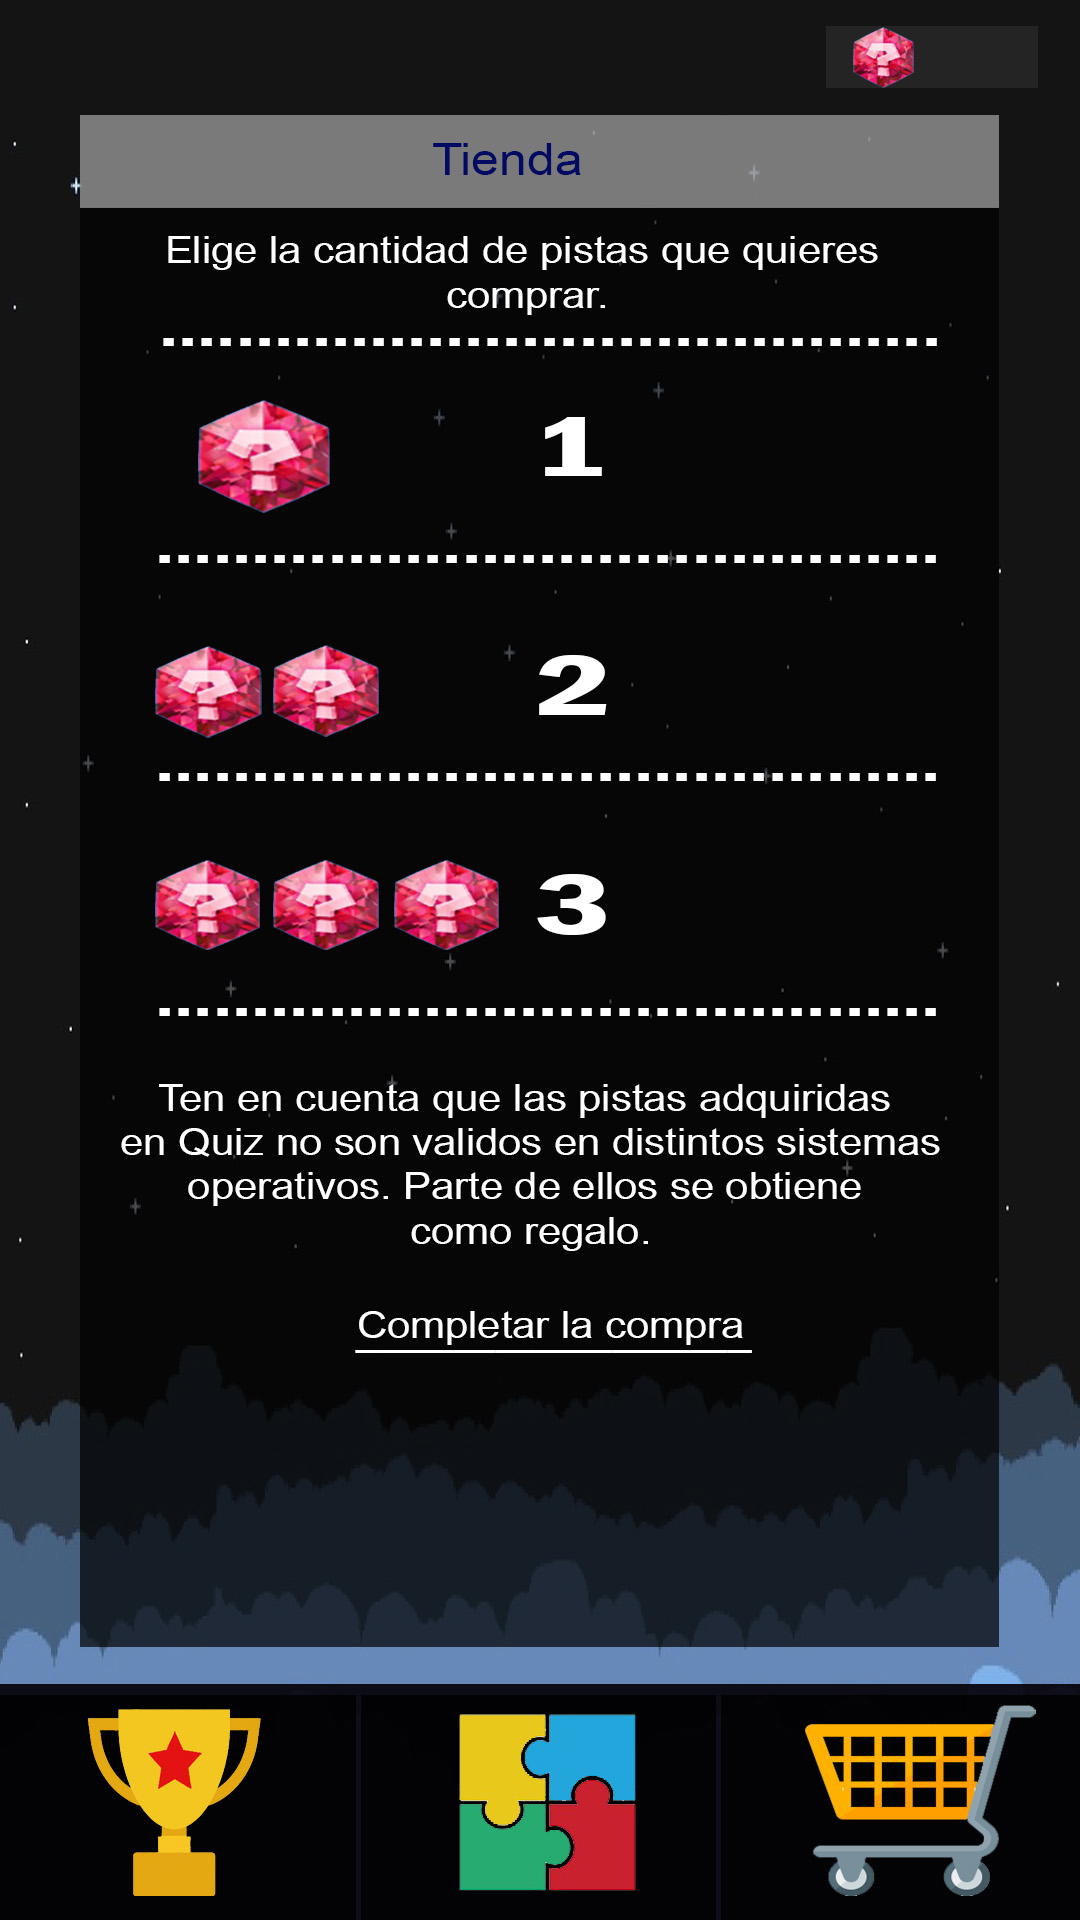 Tienda
Elige la cantidad de pistas que quieres
comprar.
? 1
? ? 2
? ? ? 3
Ten en cuenta que las pistas adquiridas
en Quiz no son validos en distintos sistemas
operativos. Parte de ellos se obtiene
como regalo.
Completar la compra